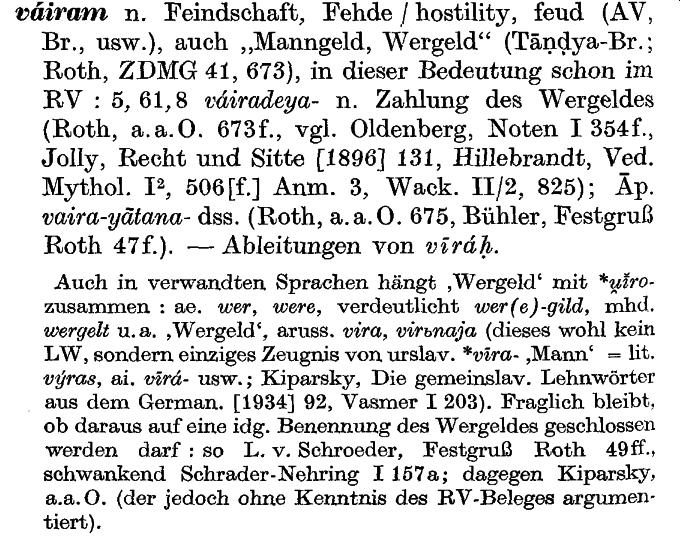 váiram n. Feindschaft, Fehde / hostility, feud (AV,
Br., usw.), auch „Manngeld, Wergeld“ (Tāṇḍya-Br.;
Roth, ZDMG 41, 673), in dieser Bedeutung schon im
RV : 5, 61, 8 váiradeya- n. Zahlung des Wergeldes
(Roth, a. a. O. 673f., vgl. Oldenberg, Noten I 354f.,
Jolly, Recht und Sitte [1896] 131, Hillebrandt, Ved.
Mythol. I², 506[f.] Anm. 3, Wack. II/2, 825); Āp.
vaira-yātana- dss. (Roth, a. a. O. 675, Bühler, Festgruß
Roth 47f.). — Ableitungen von vīráḥ.
Auch in verwandten Sprachen hängt ‚Wergeld‘ mit *u̯ī̆ro-
zusammen : ae. wer, were, verdeutlicht wer(e)-gild, mhd.
wergelt u. a. ‚Wergeld‘, aruss. vira, virьnaja (dieses wohl kein
LW, sondern einziges Zeugnis von urslav. *vīra- ‚Mann‘ = lit.
výras, ai. vīrá- usw.; Kiparsky, Die gemeinslav. Lehnwörter
aus dem German. [1934] 92, Vasmer I 203). Fraglich bleibt,
ob daraus auf eine idg. Benennung des Wergeldes geschlossen
werden darf : so L. v. Schroeder, Festgruß Roth 49ff.,
schwankend Schrader-Nehring I 157a; dagegen Kiparsky,
a.a.O. (der jedoch ohne Kenntnis des RV-Beleges argumen-
tiert).